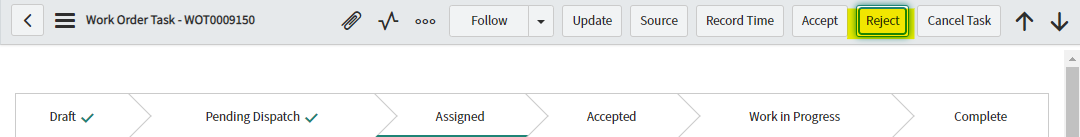 Work Order Task - WOT0009150 Follow Update Source Record Time Accept Reject Cancel Task
Draft Pending Dispatch Assigned Accepted Work in Progress Complete